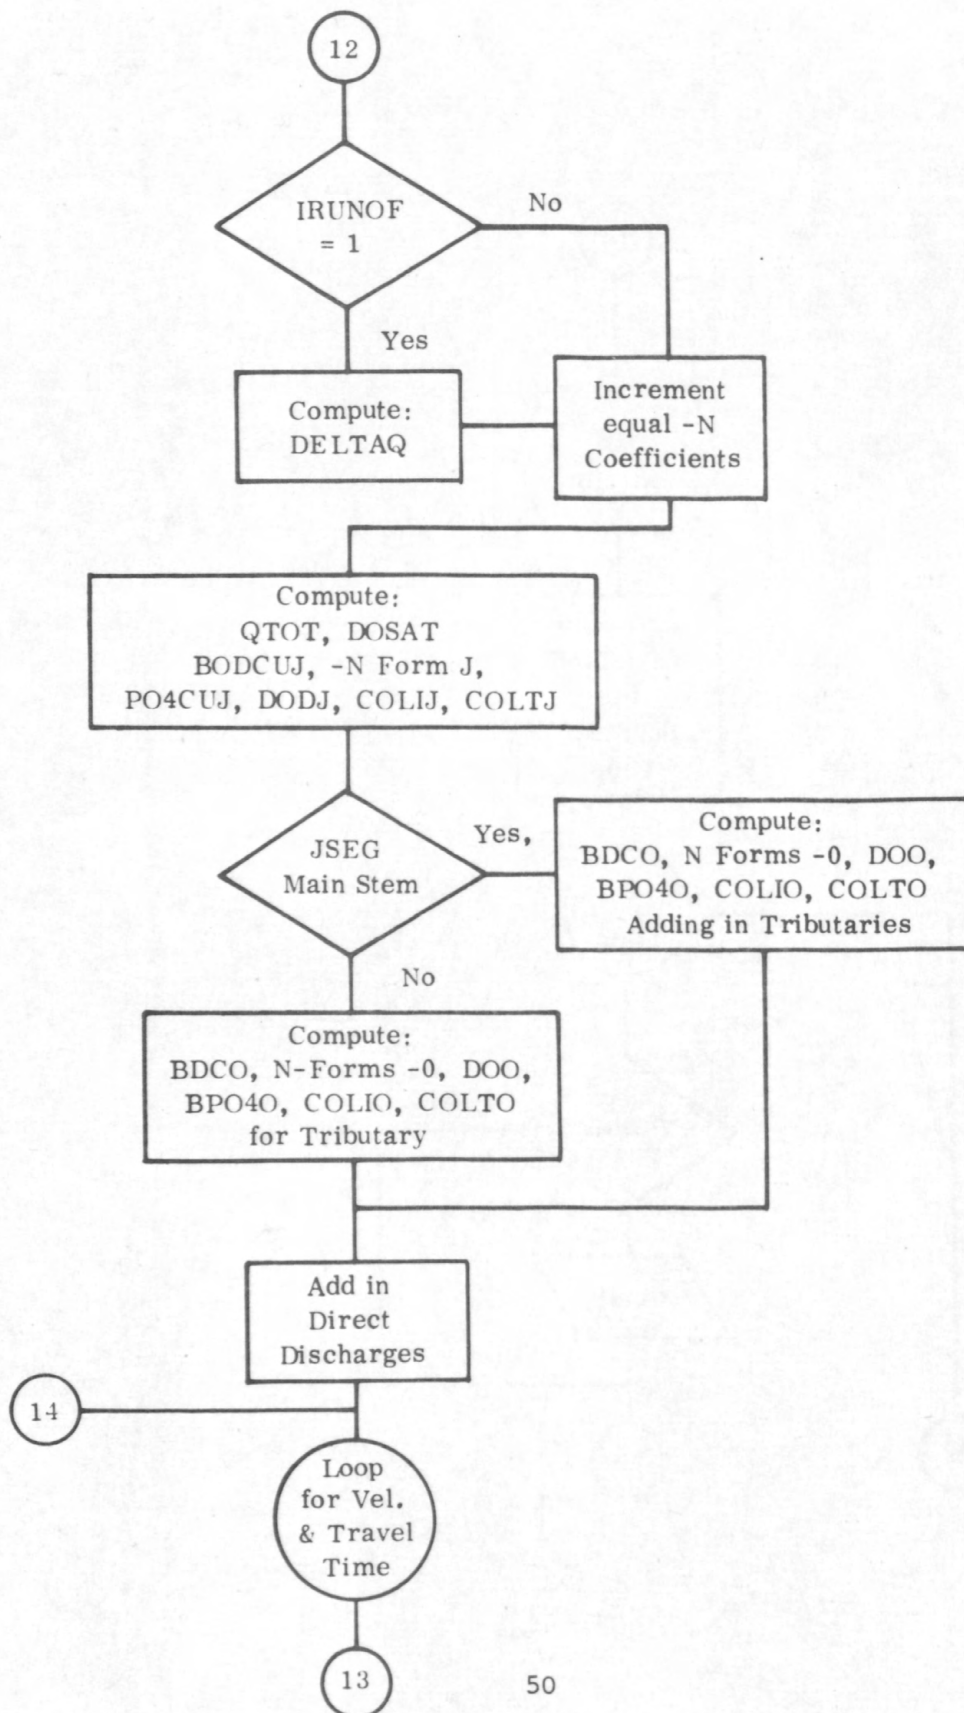 12
IRUNOF
= 1
No
Yes
Compute:
DELTAQ
Increment
equal -N
Coefficients
Compute:
QTOT, DOSAT
BODCUJ, -N Form J,
PO4CUJ, DODJ, COLIJ, COLTJ
JSEG
Main Stem
Yes,
Compute:
BDCO, N Forms -0, DOO,
BPO4O, COLIO, COLTO
Adding in Tributaries
No
Compute:
BDCO, N-Forms -0, DOO,
BPO4O, COLIO, COLTO
for Tributary
Add in
Direct
Discharges
14
Loop
for Vel.
& Travel
Time
13
50